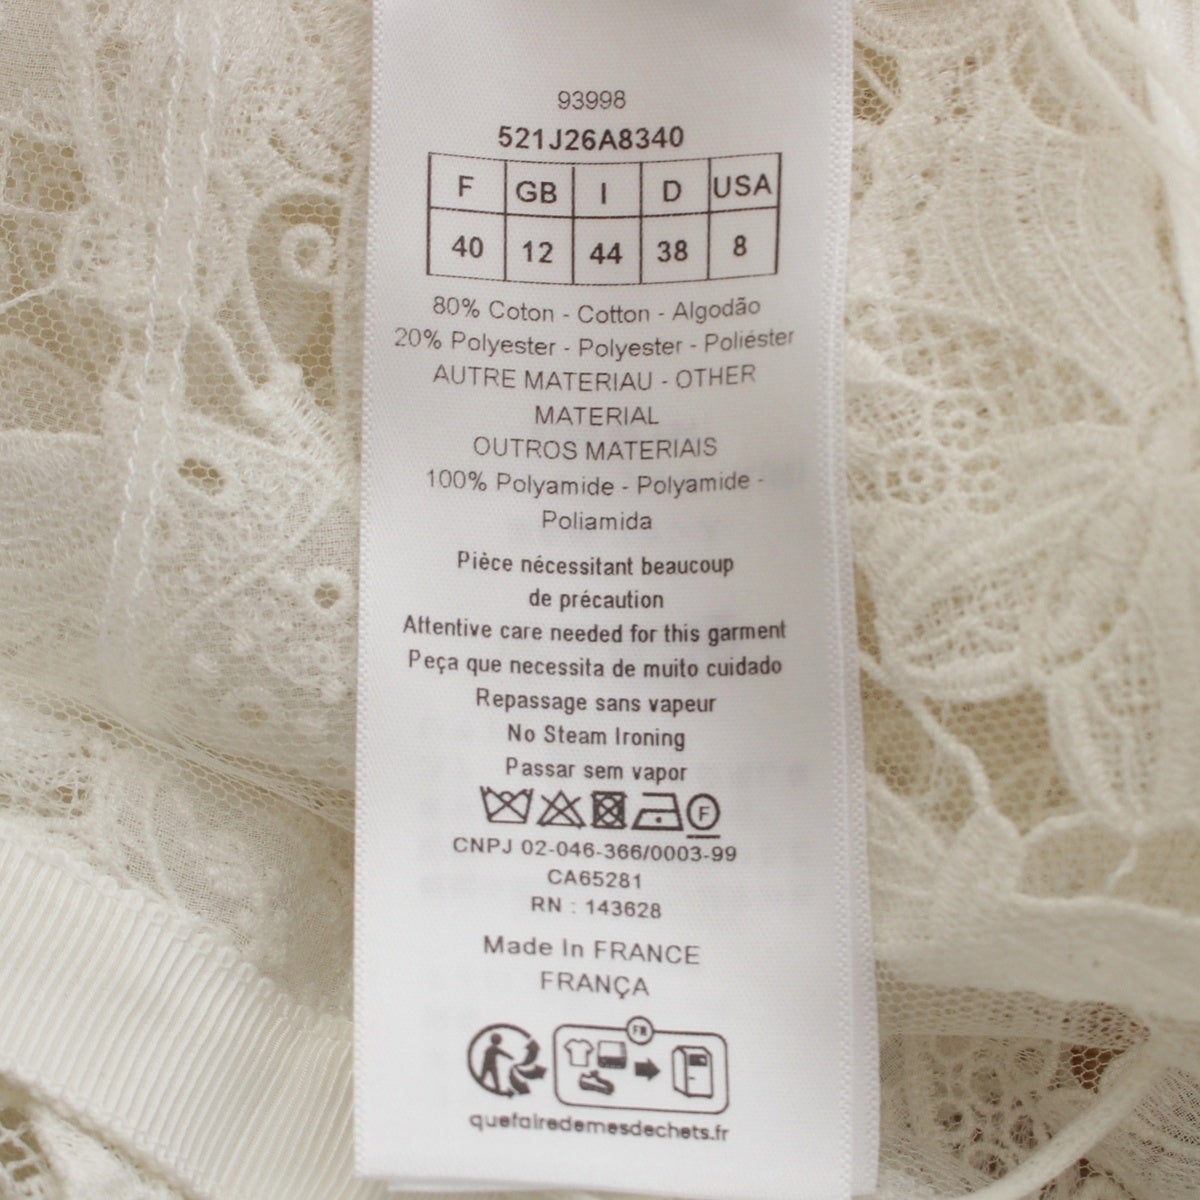 93998
521J26A8340
F GB I D USA
40 12 44 38 8
80% Coton - Cotton - Algodão
20% Polyester - Polyester - Poliéster
AUTRE MATERIAU - OTHER
MATERIAL
OUTROS MATERIAIS
100% Polyamide - Polyamide -
Poliamida
Pièce nécessitant beaucoup
de précaution
Attentive care needed for this garment
Peça que necessita de muito cuidado
Repassage sans vapeur
No Steam Ironing
Passar sem vapor
F
CNPJ 02-046-366/0003-99
CA65281
RN : 143628
Made In FRANCE
FRANÇA
FR
quefairedemesdechets.fr